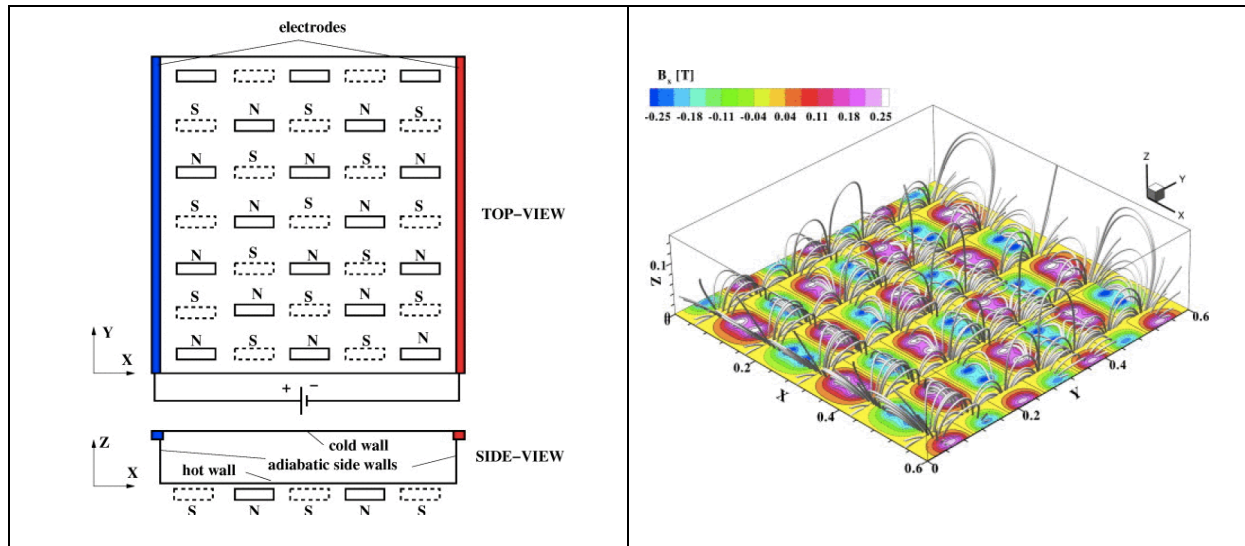 electrodes
S N S N S
N S N S N
S N S N S
TOP-VIEW
N S N S N
S N S N S
Y
N S N S N
X
+ −
Z
cold wall
adiabatic side walls
SIDE-VIEW
hot wall
X
S N S N S
B_x [T]
-0.25 -0.18 -0.11 -0.04 0.04 0.11 0.18 0.25
Z
Y
X
0.1
Z
0
0
0.6
0.2
0.4
X
0.4
Y
0.2
0.6 0